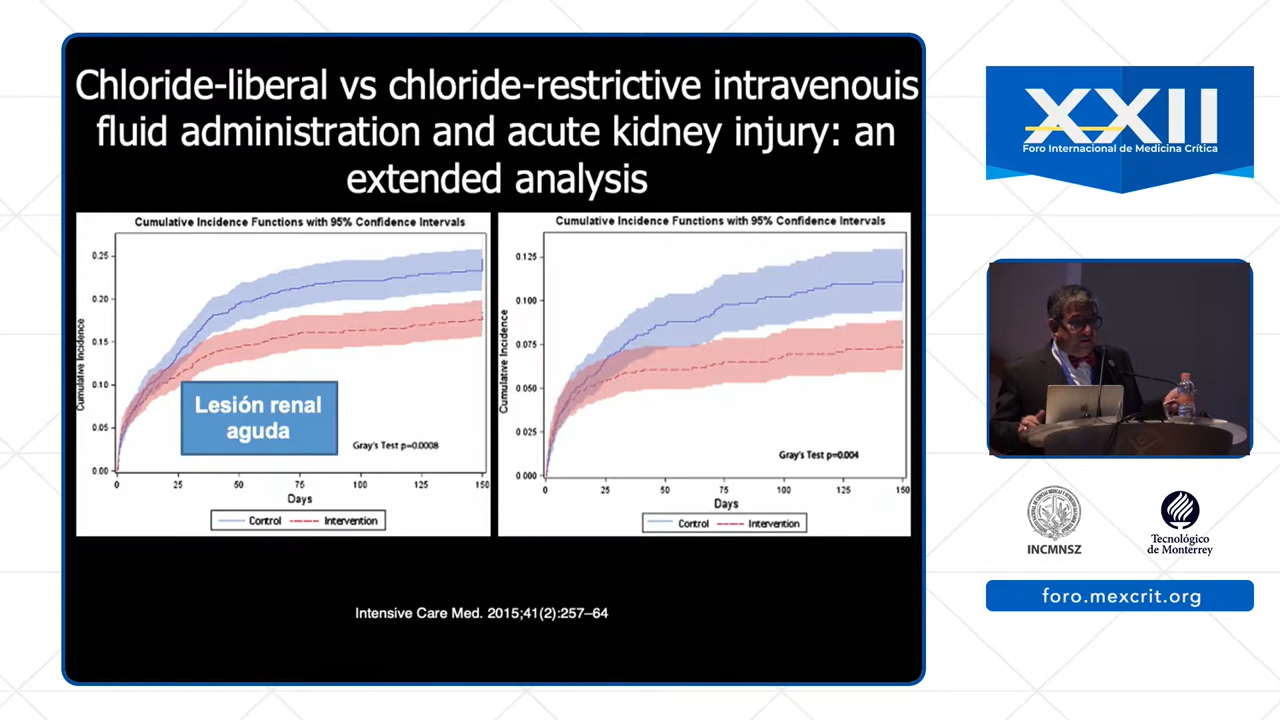 Chloride-liberal vs chloride-restrictive intravenous
fluid administration and acute kidney injury: an
extended analysis
Cumulative Incidence Functions with 95% Confidence Intervals
Cumulative Incidence
0.25
0.20
0.15
0.10
0.05
0.00
Lesión renal
aguda
Gray's Test p=0.0008
0 25 50 75 100 125 150
Days
Control Intervention
Cumulative Incidence Functions with 95% Confidence Intervals
Cumulative Incidence
0.125
0.100
0.075
0.050
0.025
0.000
Gray's Test p=0.004
0 25 50 75 100 125 150
Days
Control Intervention
Intensive Care Med. 2015;41(2):257–64
XXII
Foro Internacional de Medicina Crítica
INCMNSZ
Tecnológico
de Monterrey
foro.mexcrit.org